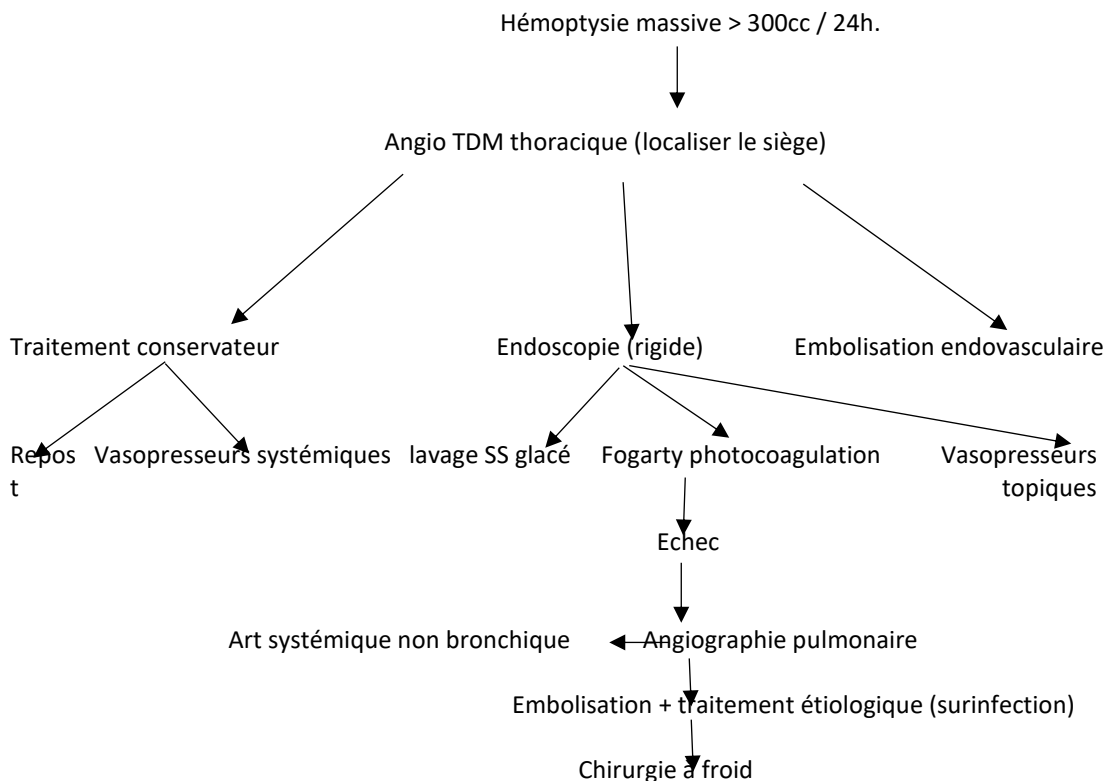 Hémoptysie massive > 300cc / 24h.
Angio TDM thoracique (localiser le siège)
Traitement conservateur
Endoscopie (rigide)
Embolisation endovasculaire
Repos
t
Vasopresseurs systémiques
lavage SS glacé
Fogarty photocoagulation
Vasopresseurs
topiques
Echec
Art systémique non bronchique
Angiographie pulmonaire
Embolisation + traitement étiologique (surinfection)
Chirurgie à froid